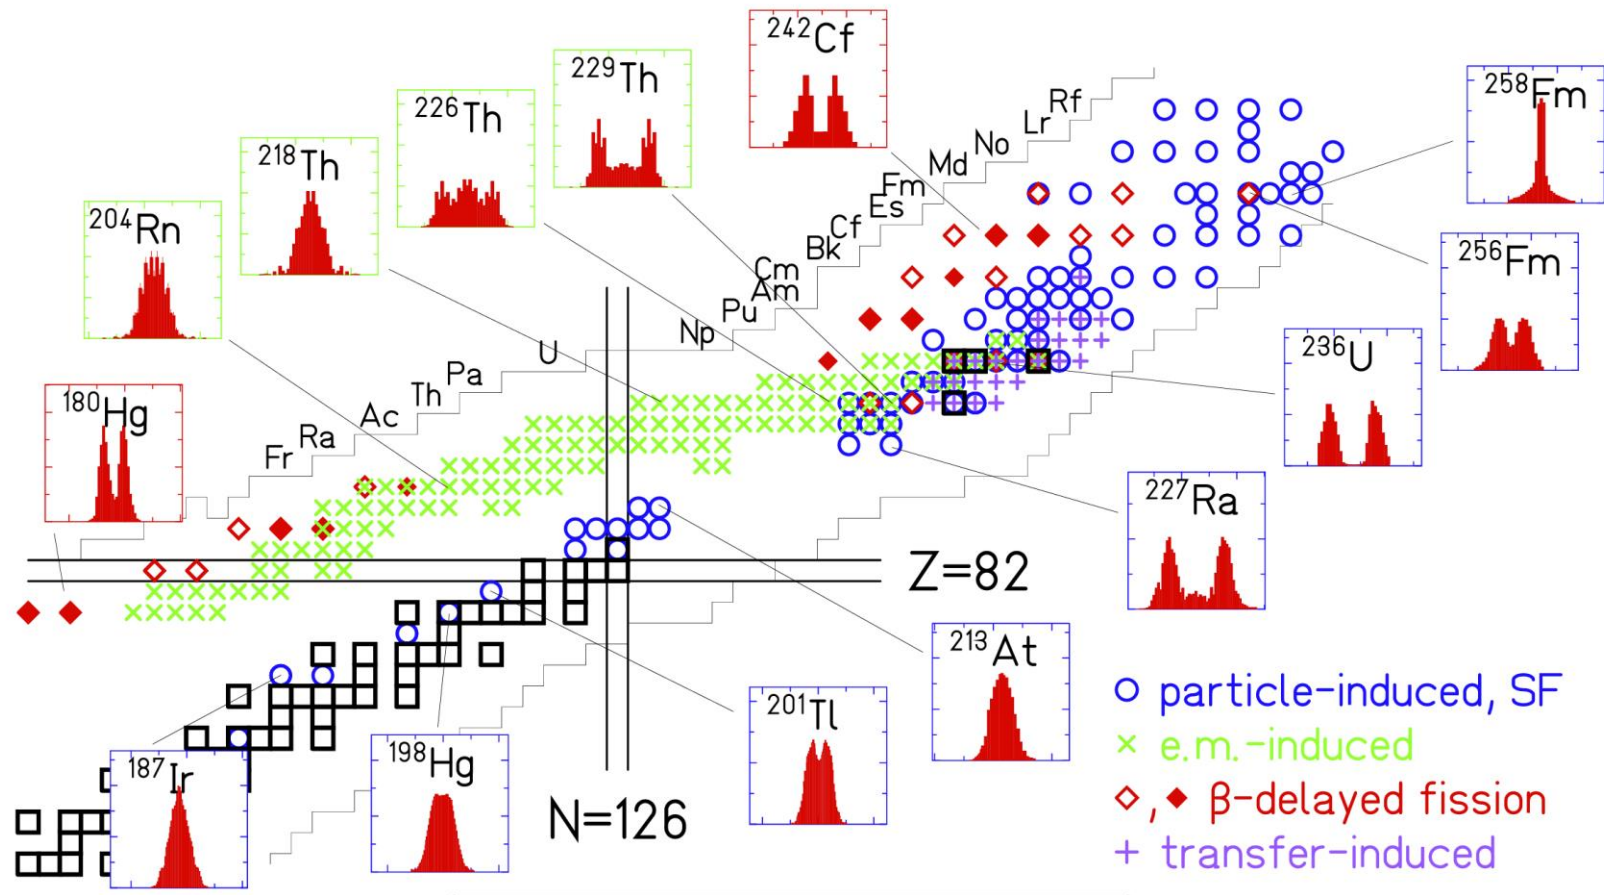 242Cf
258Fm
229Th
226Th
218Th
204Rn
180Hg
Rf
Lr
No
Md
Fm
Es
Cf
Bk
Cm
Am
Pu
Np
U
Pa
Th
Ac
Ra
Fr
256Fm
236U
227Ra
Z=82
213At
201Tl
198Hg
187Ir
N=126
particle-induced, SF
e.m.-induced
, β-delayed fission
transfer-induced